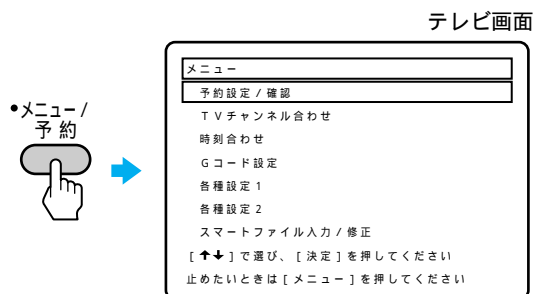 テレビ画面
•メニュー/
予約
メニュー
予約設定/確認
TVチャンネル合わせ
時刻合わせ
Gコード設定
各種設定1
各種設定2
スマートファイル入力/修正
[↑↓]で選び、[決定]を押してください
止めたいときは[メニュー]を押してください